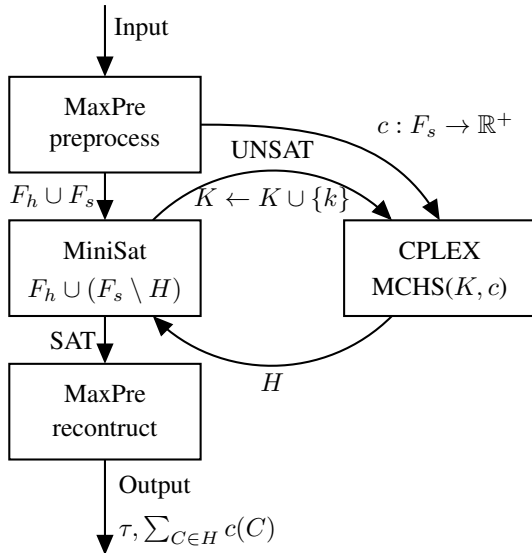 Input
MaxPre
preprocess
c : F_s → ℝ^+
UNSAT
F_h ∪ F_s
K ← K ∪ {k}
MiniSat
F_h ∪ (F_s \ H)
CPLEX
MCHS(K, c)
SAT
H
MaxPre
recontruct
Output
τ, ∑_{C∈H} c(C)